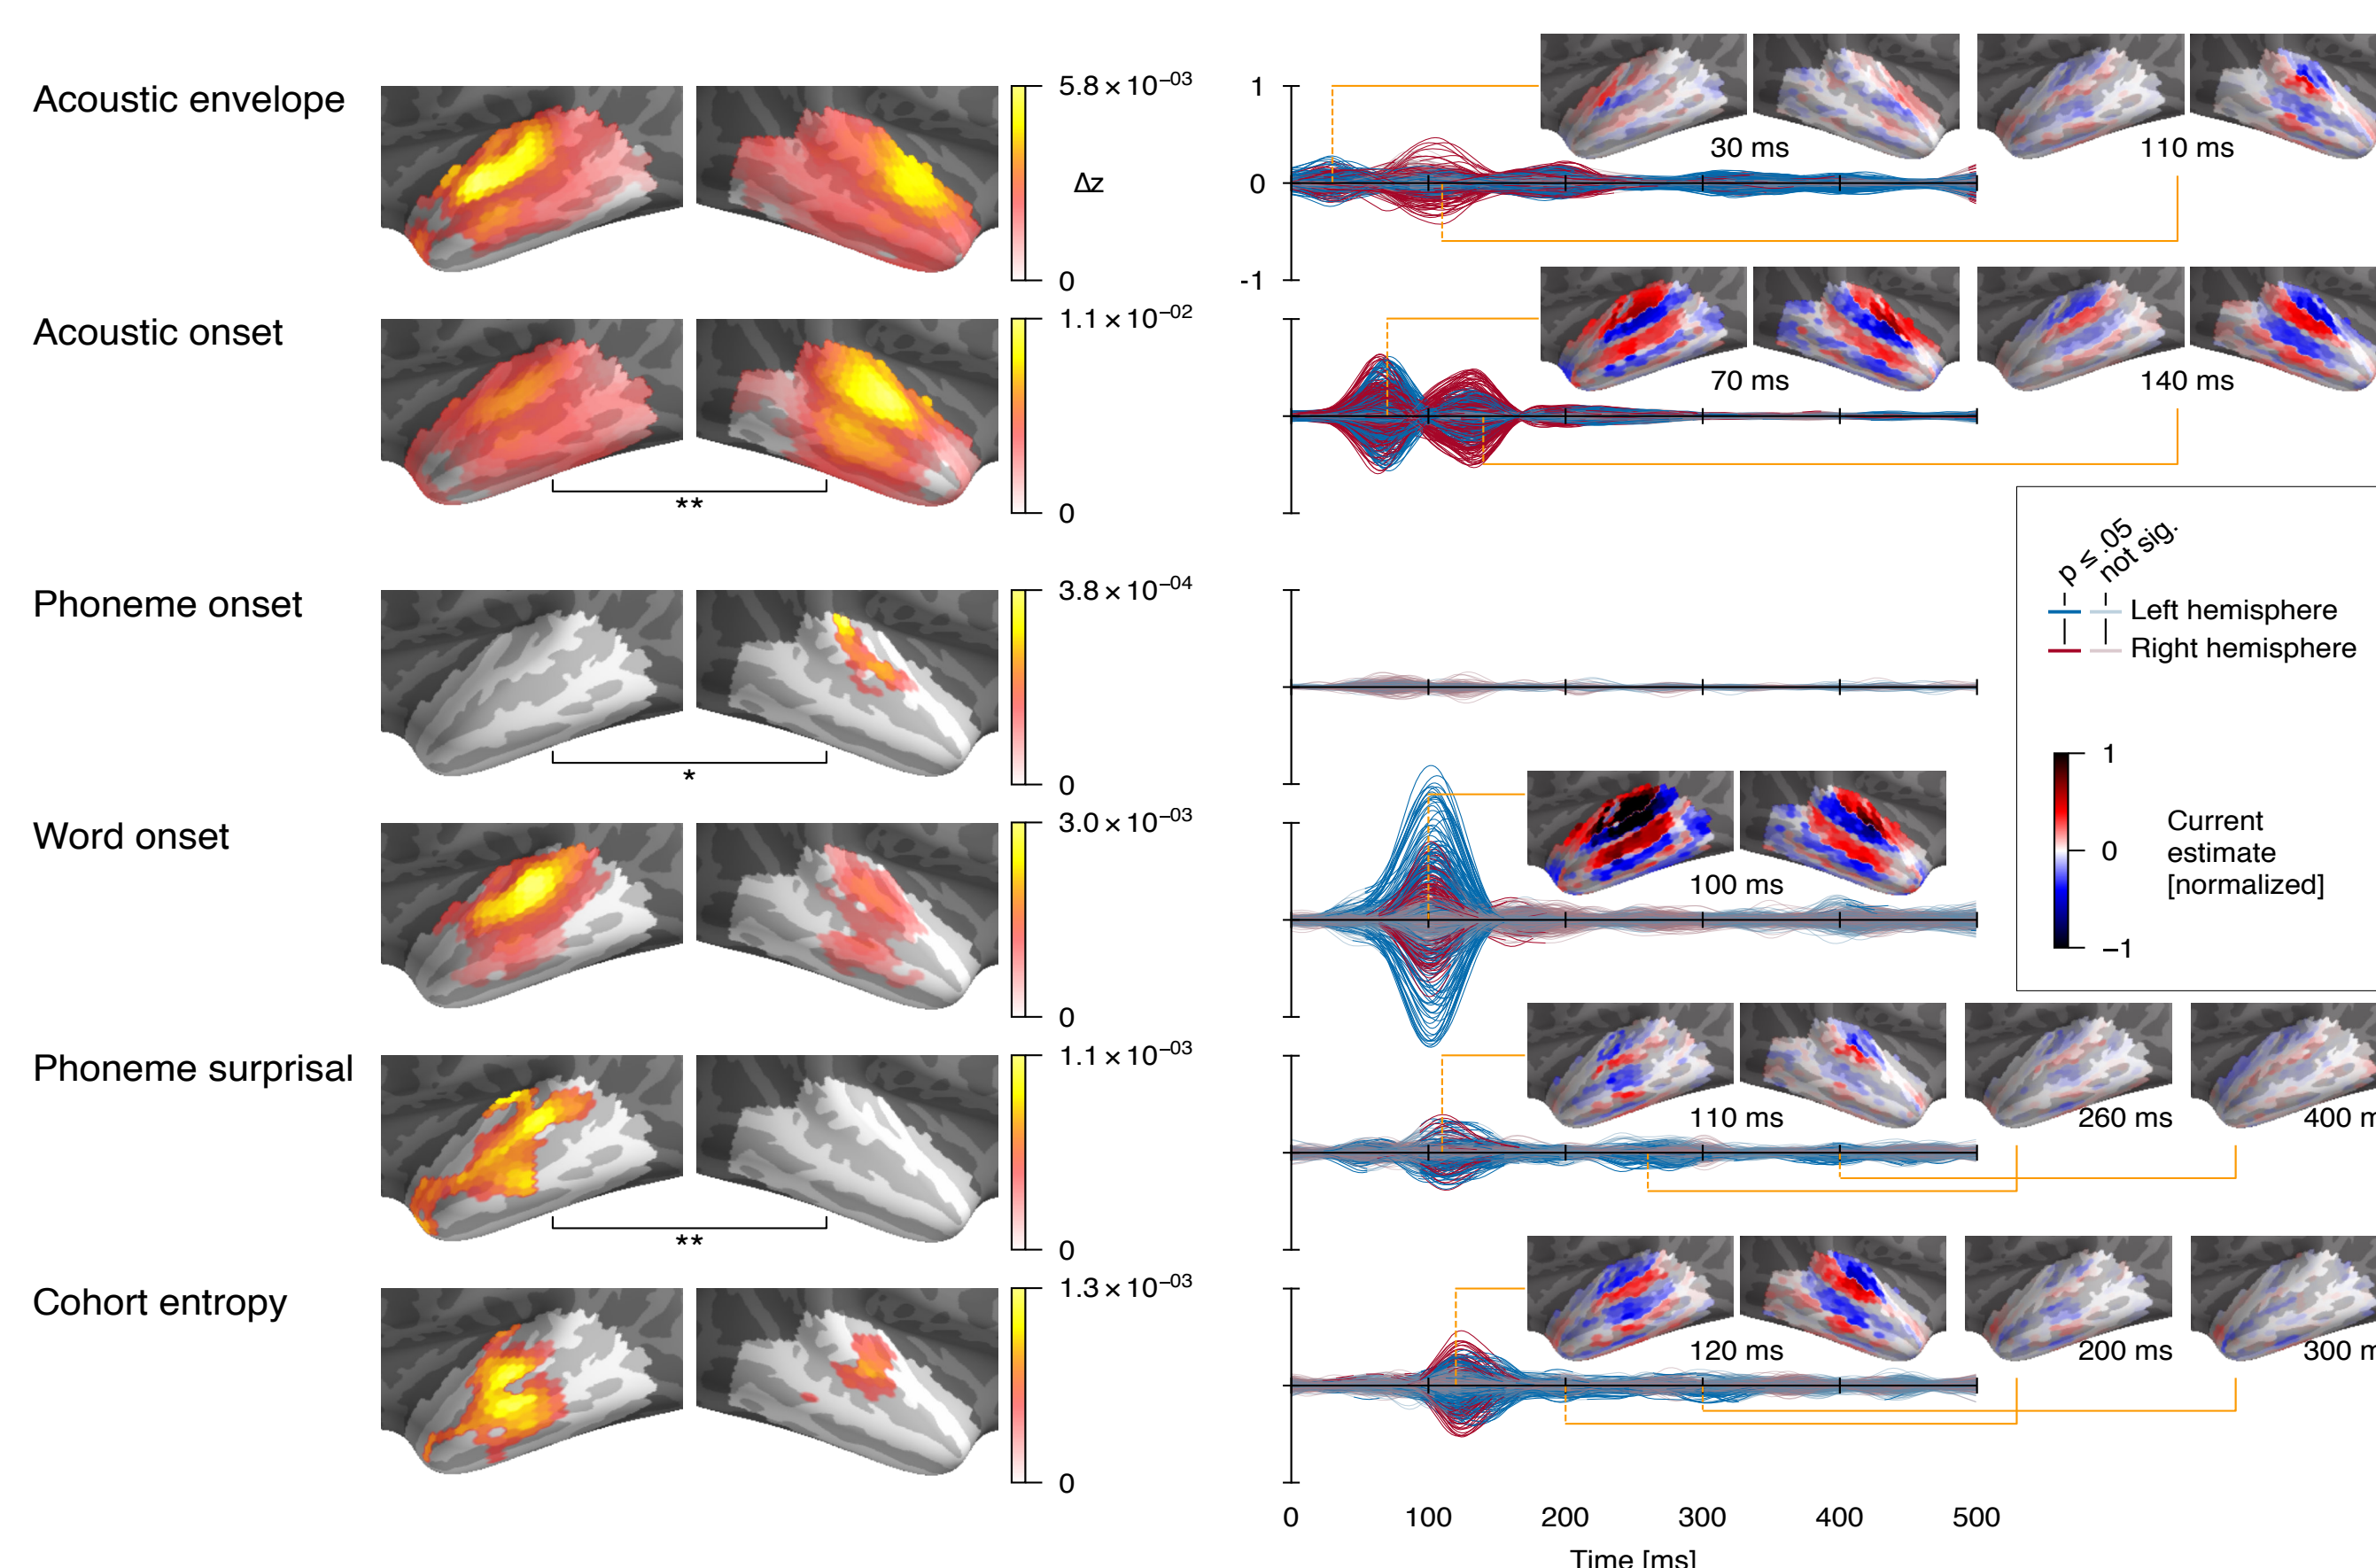 Acoustic envelope
5.8 × 10⁻⁰³
Δz
0
1
0
-1
30 ms
110 ms
Acoustic onset
1.1 × 10⁻⁰²
0
**
70 ms
140 ms
Phoneme onset
3.8 × 10⁻⁰⁴
0
*
p ≤ .05
not sig.
Left hemisphere
Right hemisphere
1
0
−1
Current
estimate
[normalized]
Word onset
3.0 × 10⁻⁰³
0
100 ms
Phoneme surprisal
1.1 × 10⁻⁰³
0
**
110 ms
260 ms
400 m
Cohort entropy
1.3 × 10⁻⁰³
0
120 ms
200 ms
300 m
0 100 200 300 400 500
Time [ms]